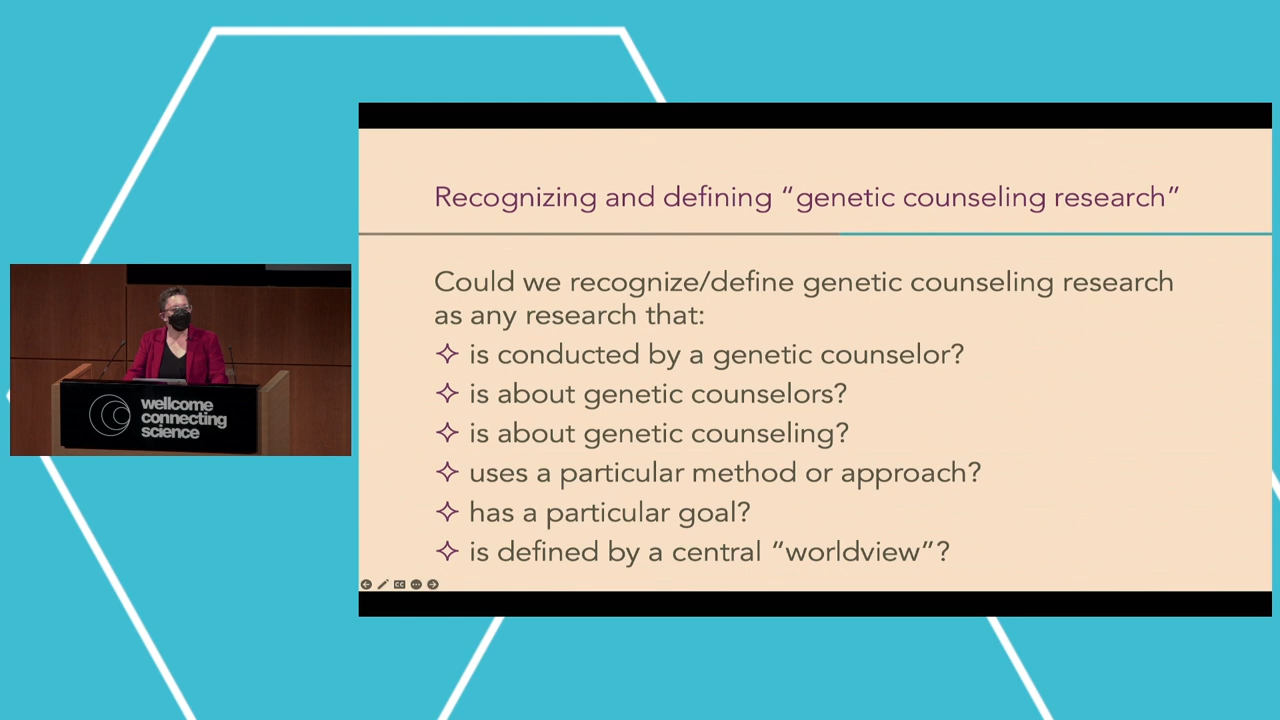 Recognizing and defining “genetic counseling research”
Could we recognize/define genetic counseling research
as any research that:
is conducted by a genetic counselor?
is about genetic counselors?
is about genetic counseling?
uses a particular method or approach?
has a particular goal?
is defined by a central “worldview”?
wellcome
connecting
science
CC